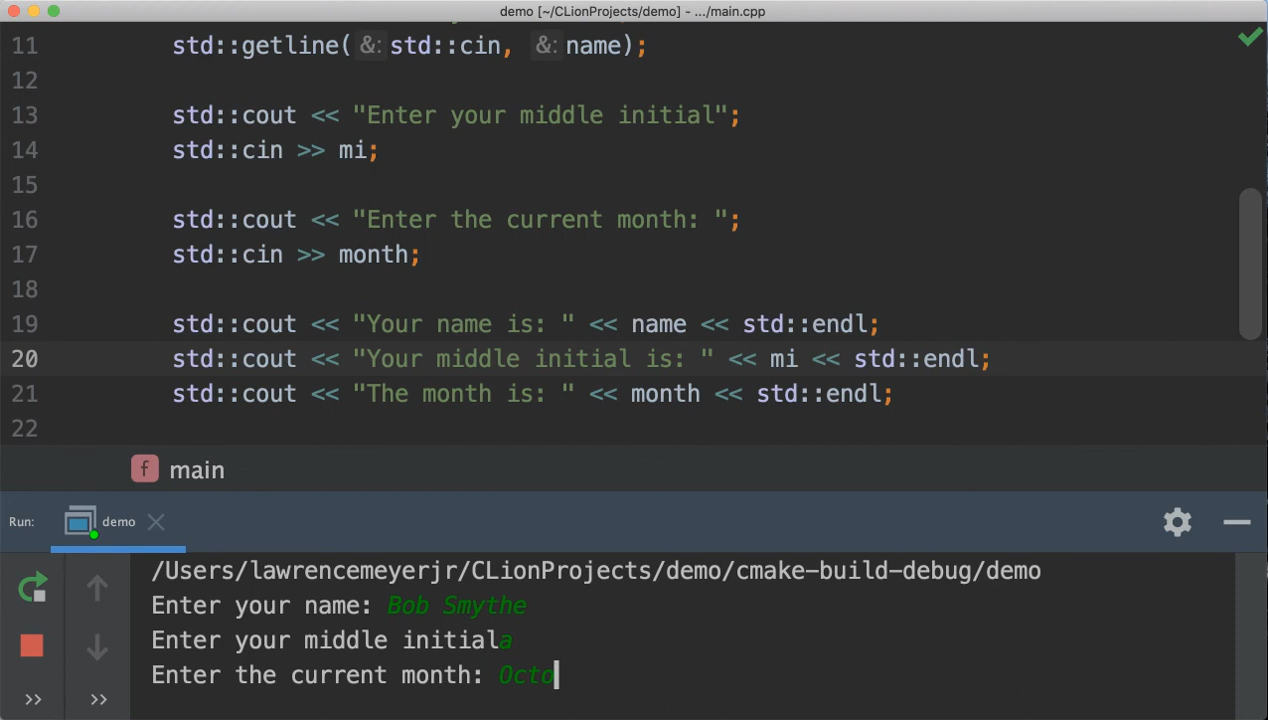 demo [~/CLionProjects/demo] - .../main.cpp
11 std::getline( &: std::cin, &: name);
12
13 std::cout << "Enter your middle initial";
14 std::cin >> mi;
15
16 std::cout << "Enter the current month: ";
17 std::cin >> month;
18
19 std::cout << "Your name is: " << name << std::endl;
20 std::cout << "Your middle initial is: " << mi << std::endl;
21 std::cout << "The month is: " << month << std::endl;
22
f main
Run: demo
/Users/lawrencemeyerjr/CLionProjects/demo/cmake-build-debug/demo
Enter your name: Bob Smythe
Enter your middle initiala
Enter the current month: Octo